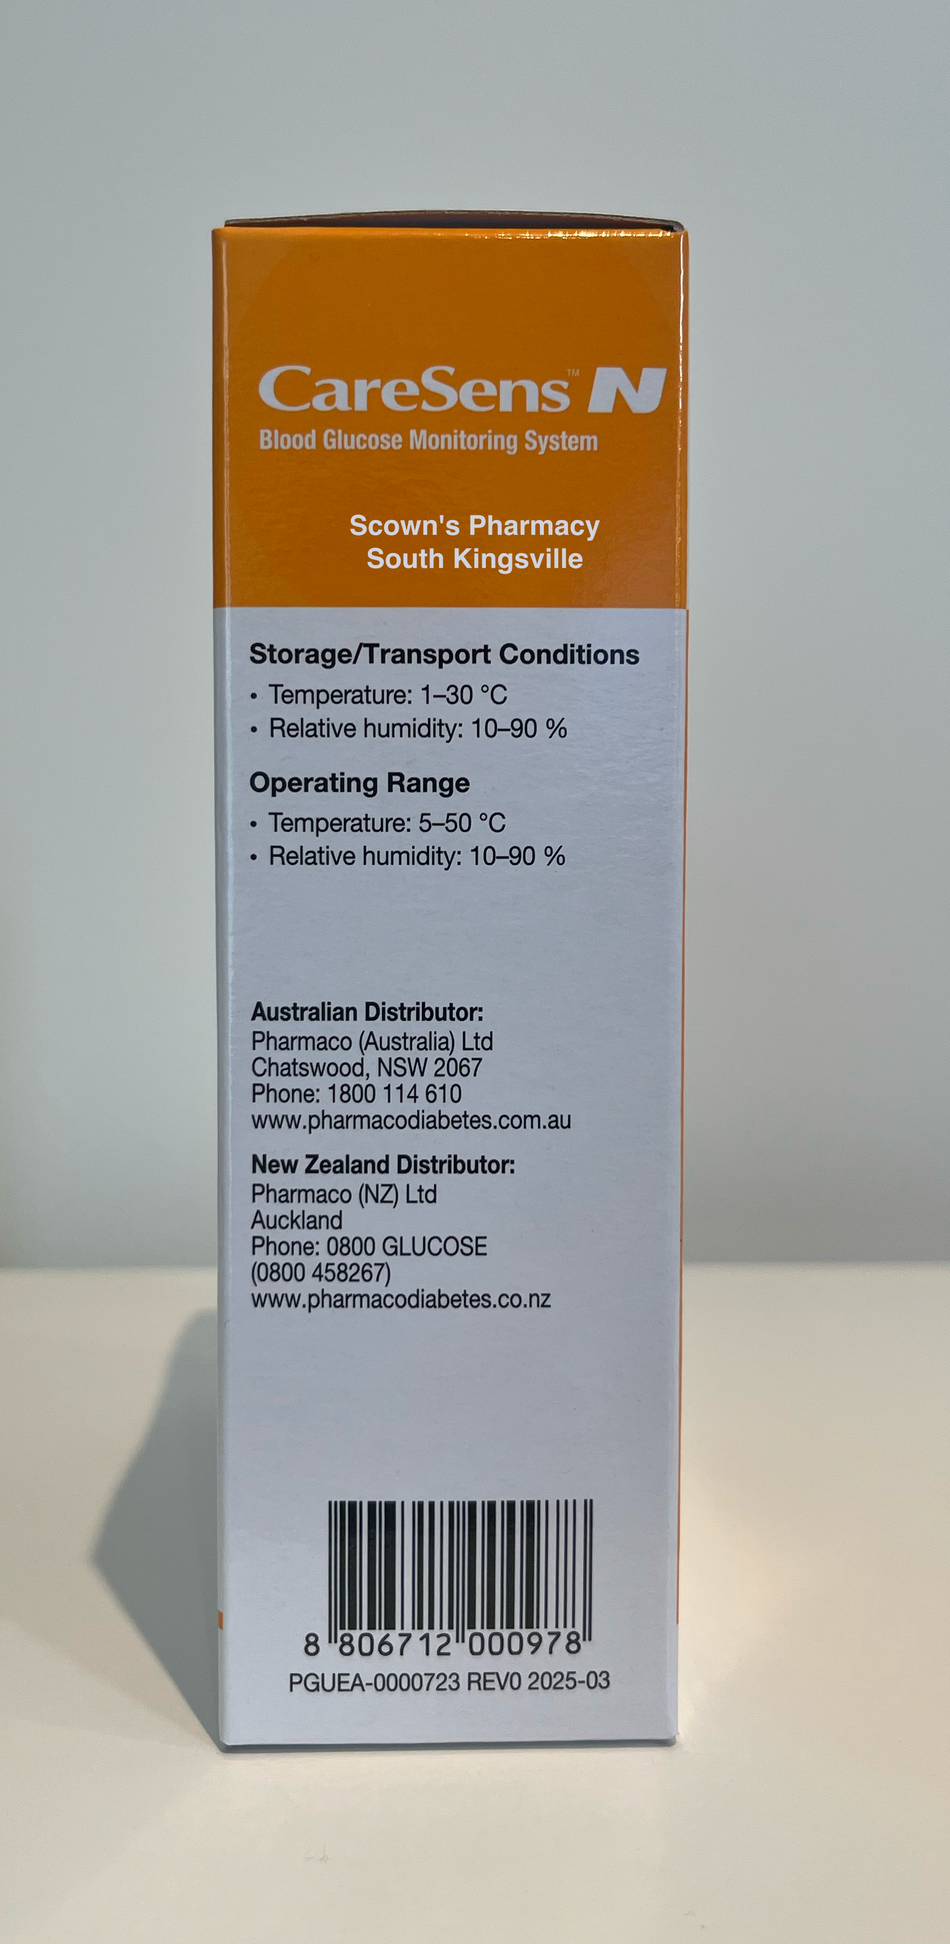 CareSens™ N
Blood Glucose Monitoring System
Scown's Pharmacy
South Kingsville
Storage/Transport Conditions
• Temperature: 1–30 °C
• Relative humidity: 10–90 %
Operating Range
• Temperature: 5–50 °C
• Relative humidity: 10–90 %
Australian Distributor:
Pharmaco (Australia) Ltd
Chatswood, NSW 2067
Phone: 1800 114 610
www.pharmacodiabetes.com.au
New Zealand Distributor:
Pharmaco (NZ) Ltd
Auckland
Phone: 0800 GLUCOSE
(0800 458267)
www.pharmacodiabetes.co.nz
8 806712 000978
PGUEA-0000723 REV0 2025-03